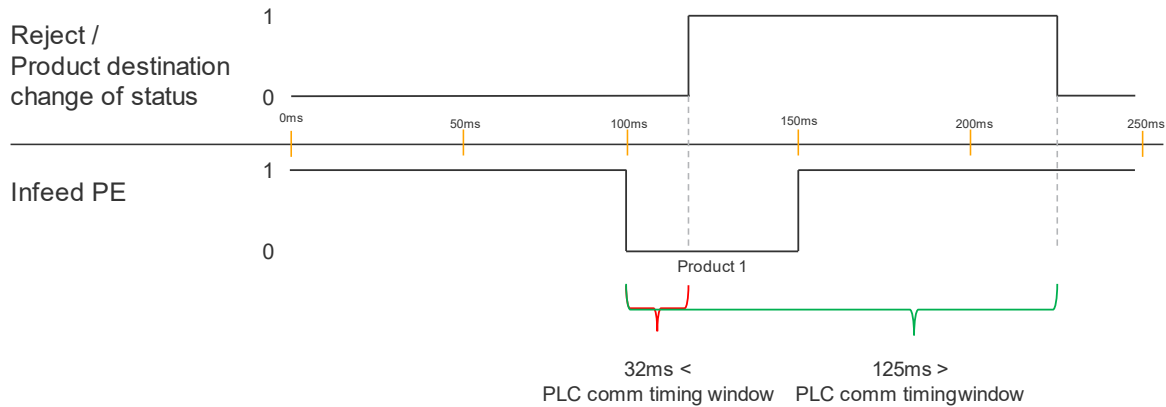 1
Reject /
Product destination
change of status
0
0ms
50ms
100ms
150ms
200ms
250ms
1
Infeed PE
0
Product 1
32ms <
PLC comm timing window
125ms >
PLC comm timingwindow